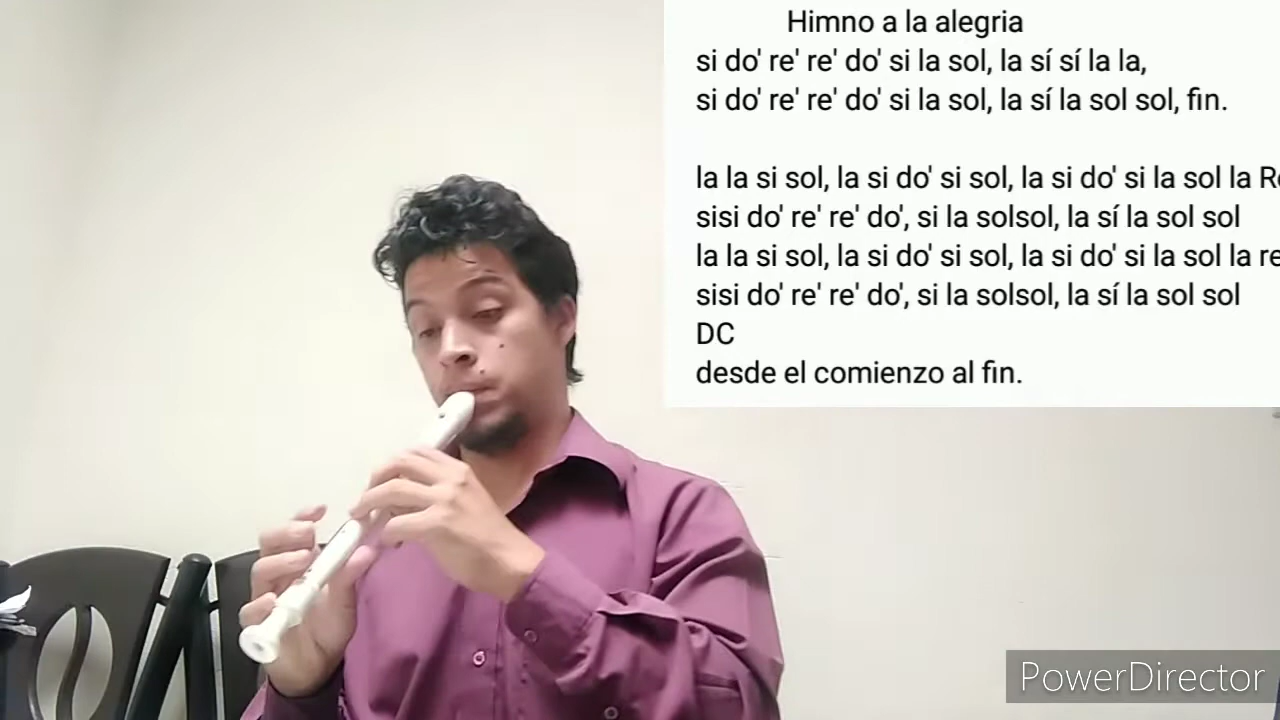 Himno a la alegria
si do' re' re' do' si la sol, la sí sí la la,
si do' re' re' do' si la sol, la sí la sol sol, fin.
la la si sol, la si do' si sol, la si do' si la sol la
sisi do' re' re' do', si la solsol, la sí la sol sol
la la si sol, la si do' si sol, la si do' si la sol la re
sisi do' re' re' do', si la solsol, la sí la sol sol
DC
desde el comienzo al fin.
PowerDirector